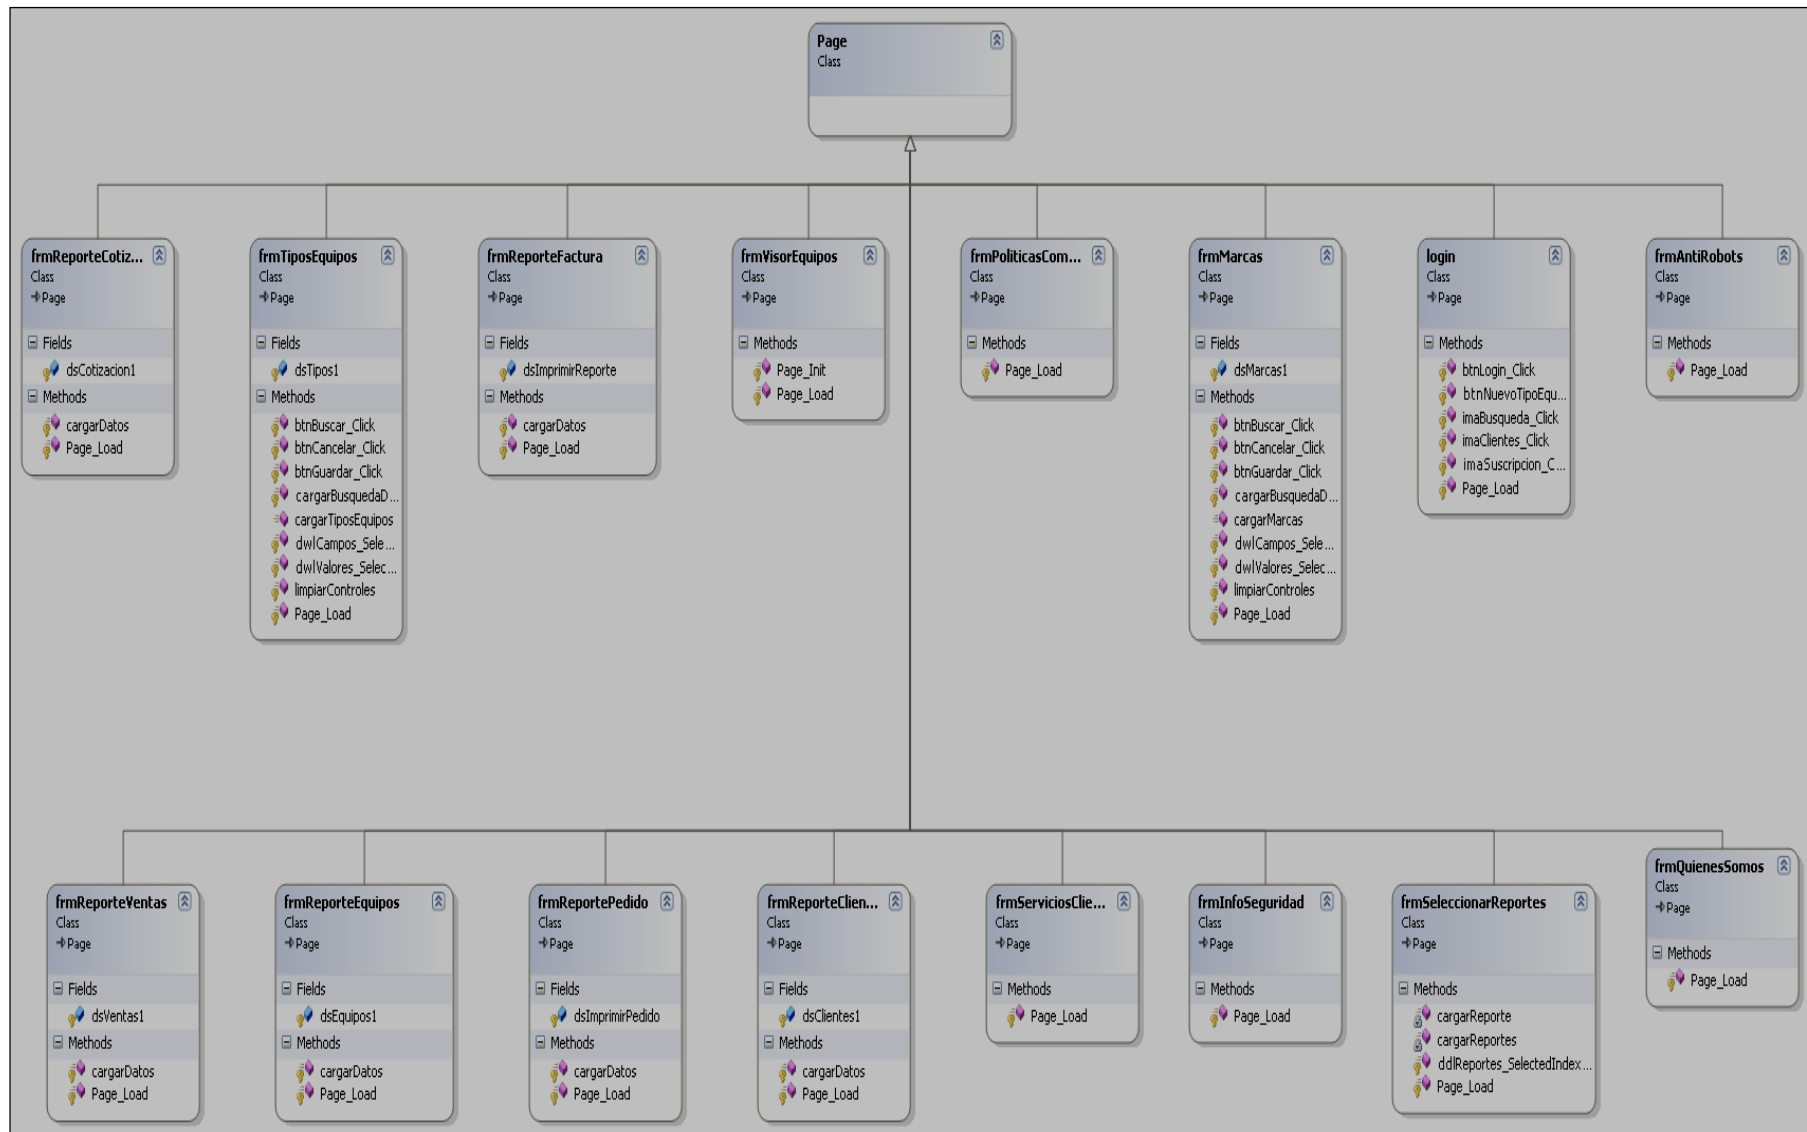 Page
Class
frmReporteCotiz...
Class
Page
Fields
dsCotizacion1
Methods
cargarDatos
Page_Load
frmTiposEquipos
Class
Page
Fields
dsTipos1
Methods
btnBuscar_Click
btnCancelar_Click
btnGuardar_Click
cargarBusquedaD...
cargarTiposEquipos
dwlCampos_Sele...
dwlValores_Selec...
limpiarControles
Page_Load
frmReporteFactura
Class
Page
Fields
dsImprimirReporte
Methods
cargarDatos
Page_Load
frmVisorEquipos
Class
Page
Methods
Page_Init
Page_Load
frmPoliticasCom...
Class
Page
Methods
Page_Load
frmMarcas
Class
Page
Fields
dsMarcas1
Methods
btnBuscar_Click
btnCancelar_Click
btnGuardar_Click
cargarBusquedaD...
cargarMarcas
dwlCampos_Sele...
dwlValores_Selec...
limpiarControles
Page_Load
login
Class
Page
Methods
btnLogin_Click
btnNuevoTipoEqu...
imaBusqueda_Click
imaClientes_Click
imaSuscripcion_C...
Page_Load
frmAntiRobots
Class
Page
Methods
Page_Load
frmReporteVentas
Class
Page
Fields
dsVentas1
Methods
cargarDatos
Page_Load
frmReporteEquipos
Class
Page
Fields
dsEquipos1
Methods
cargarDatos
Page_Load
frmReportePedido
Class
Page
Fields
dsImprimirPedido
Methods
cargarDatos
Page_Load
frmReporteClien...
Class
Page
Fields
dsClientes1
Methods
cargarDatos
Page_Load
frmServiciosClie...
Class
Page
Methods
Page_Load
frmInfoSeguridad
Class
Page
Methods
Page_Load
frmSeleccionarReportes
Class
Page
Methods
cargarReporte
cargarReportes
ddlReportes_SelectedIndex...
Page_Load
frmQuienesSomos
Class
Page
Methods
Page_Load